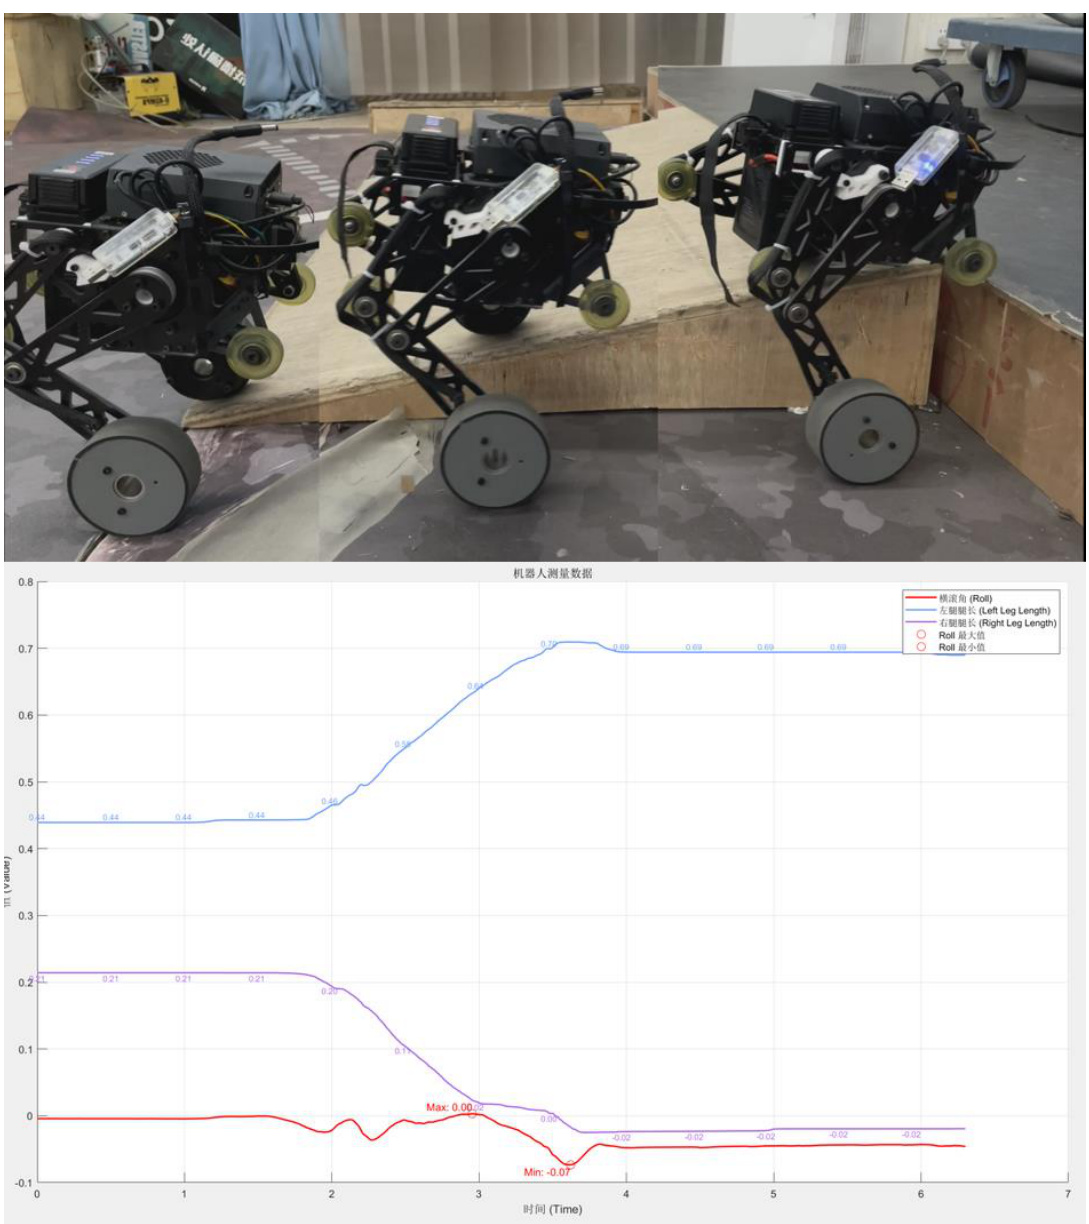 机器人测量数据
横滚角 (Roll)
左腿腿长 (Left Leg Length)
右腿腿长 (Right Leg Length)
Roll 最大值
Roll 最小值
0.8
0.7
0.6
0.5
0.4
0.3
0.2
0.1
0
-0.1
0.44 0.44 0.44 0.44 0.46 0.55 0.64 0.70 0.69 0.69 0.69 0.69
0.21 0.21 0.21 0.21 0.20 0.11 0.02 0.00 -0.02 -0.02 -0.02 -0.02 -0.02
Max: 0.00
Min: -0.07
0 1 2 3 4 5 6 7
时间 (Time)